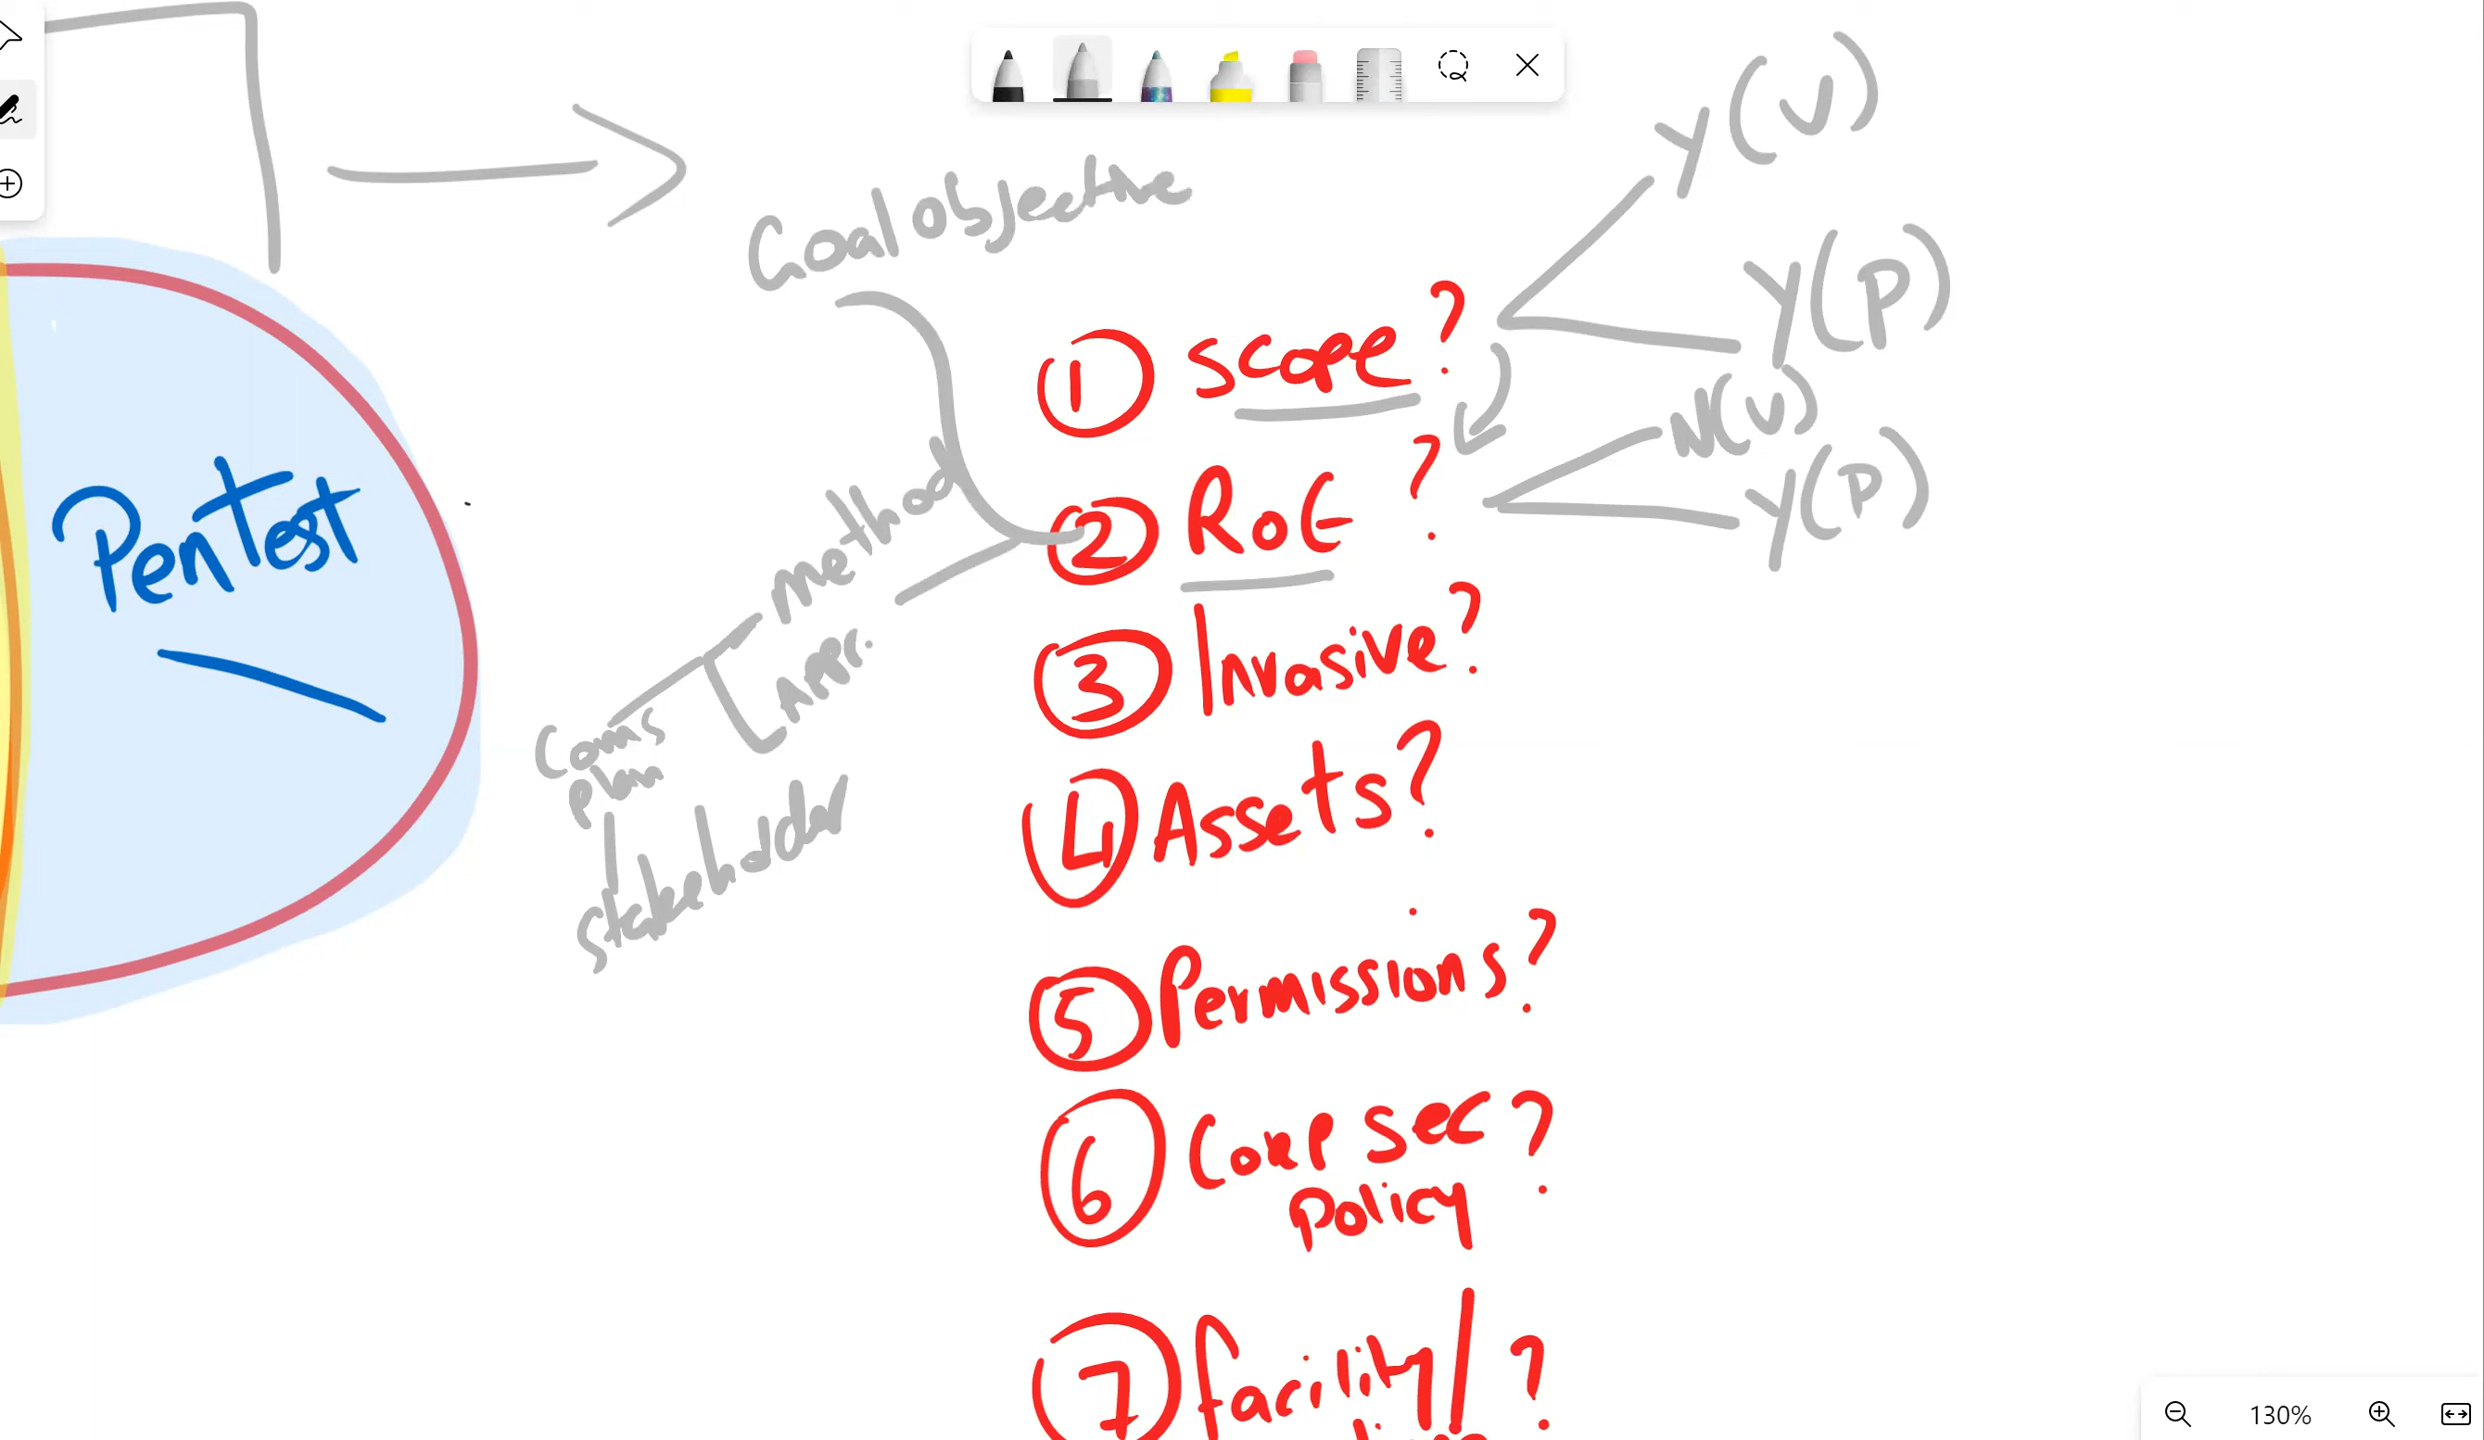 Goal objective
Y(V)
Y(P)
① Scope?
N(V)
Y(P)
② RoE?
Pentest
method
Appr.
Coms
plan
stakeholder
③ Invasive?
④ Assets?
⑤ Permissions?
⑥ Corp Sec?
policy
⑦ facility/?
130%